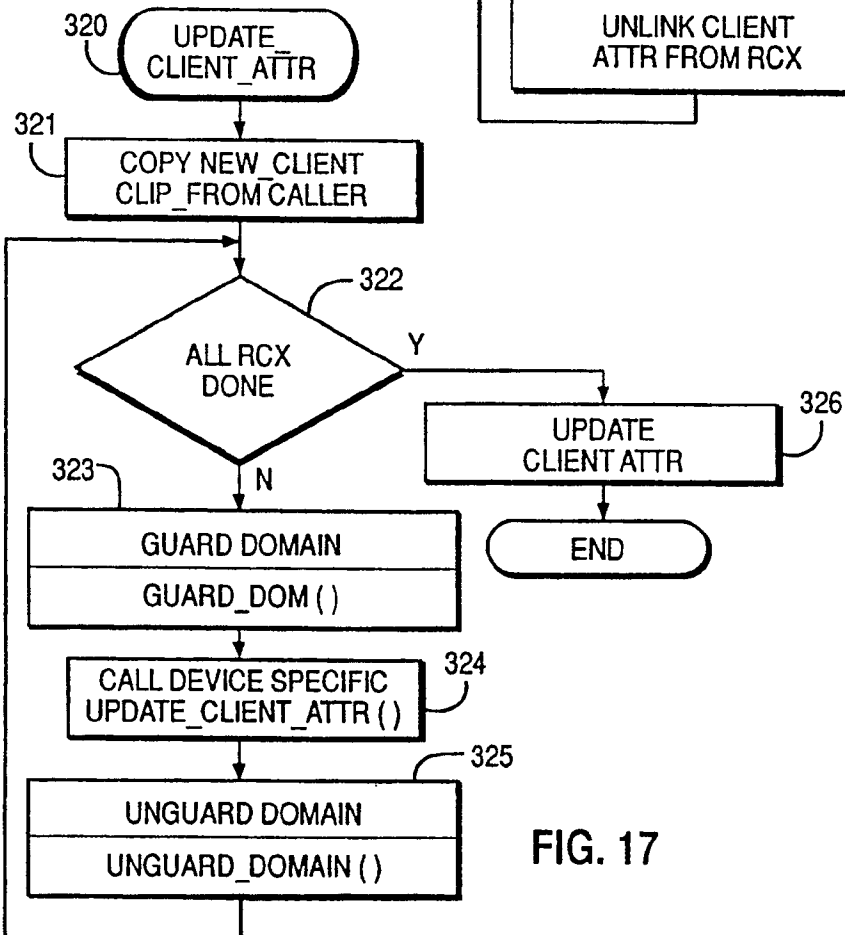 320
UPDATE_
CLIENT_ATTR
UNLINK CLIENT
ATTR FROM RCX
321
COPY NEW_CLIENT
CLIP_FROM CALLER
322
ALL RCX
DONE
Y
326
UPDATE
CLIENT ATTR
323
N
END
GUARD DOMAIN
GUARD_DOM ( )
324
CALL DEVICE SPECIFIC
UPDATE_CLIENT_ATTR ( )
325
UNGUARD DOMAIN
UNGUARD_DOMAIN ( )
FIG. 17